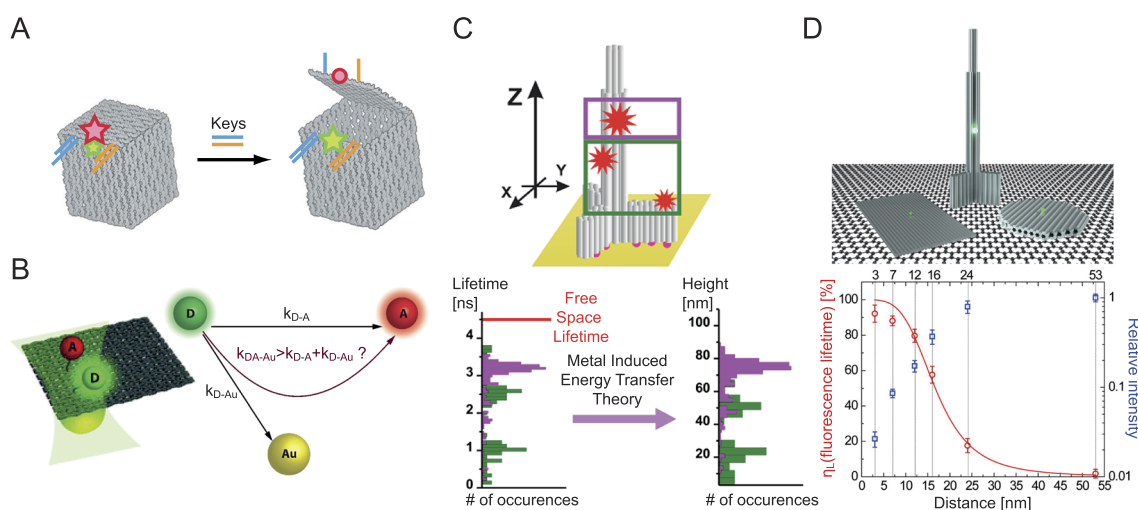 A
Keys
B
D
A
k_D-A
k_DA-Au>k_D-A+k_D-Au ?
k_D-Au
Au
A
D
C
Z
Y
X
Lifetime
[ns]
4
3
2
1
0
# of occurences
Free
Space
Lifetime
Metal Induced
Energy Transfer
Theory
Height
[nm]
80
60
40
20
0
# of occurences
D
3 7 12 16 24 53
η_L(fluorescence lifetime) [%]
100
80
60
40
20
0
1
0.1
0.01
Relative intensity
0 5 10 15 20 25 30 35 40 45 50 55
Distance [nm]